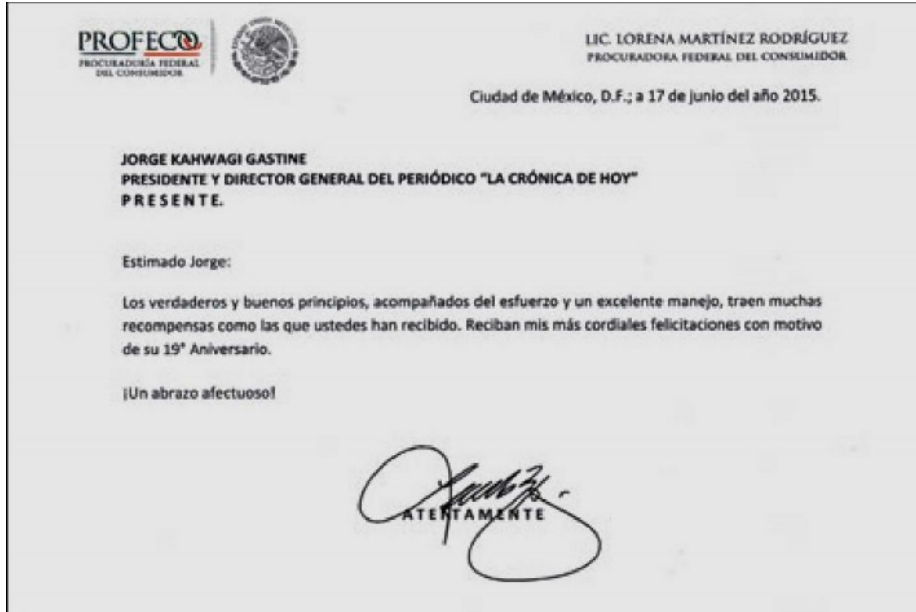 PROFECO
PROCURADURÍA FEDERAL
DEL CONSUMIDOR
LIC. LORENA MARTÍNEZ RODRÍGUEZ
PROCURADORA FEDERAL DEL CONSUMIDOR
Ciudad de México, D.F.; a 17 de junio del año 2015.
JORGE KAHWAGI GASTINE
PRESIDENTE Y DIRECTOR GENERAL DEL PERIÓDICO "LA CRÓNICA DE HOY"
P R E S E N T E.
Estimado Jorge:
Los verdaderos y buenos principios, acompañados del esfuerzo y un excelente manejo, traen muchas
recompensas como las que ustedes han recibido. Reciban mis más cordiales felicitaciones con motivo
de su 19° Aniversario.
¡Un abrazo afectuoso!
ATENTAMENTE